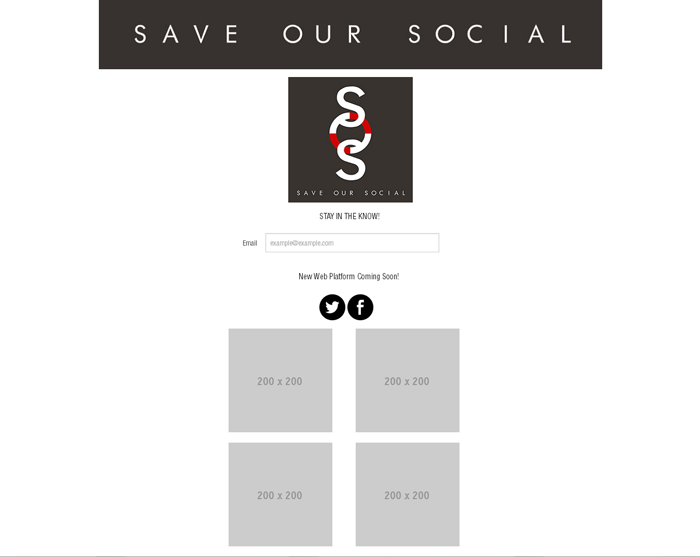 SAVE OUR SOCIAL
SOS
SAVE OUR SOCIAL
STAY IN THE KNOW!
Email example@example.com
New Web Platform Coming Soon!
200 x 200 200 x 200
200 x 200 200 x 200